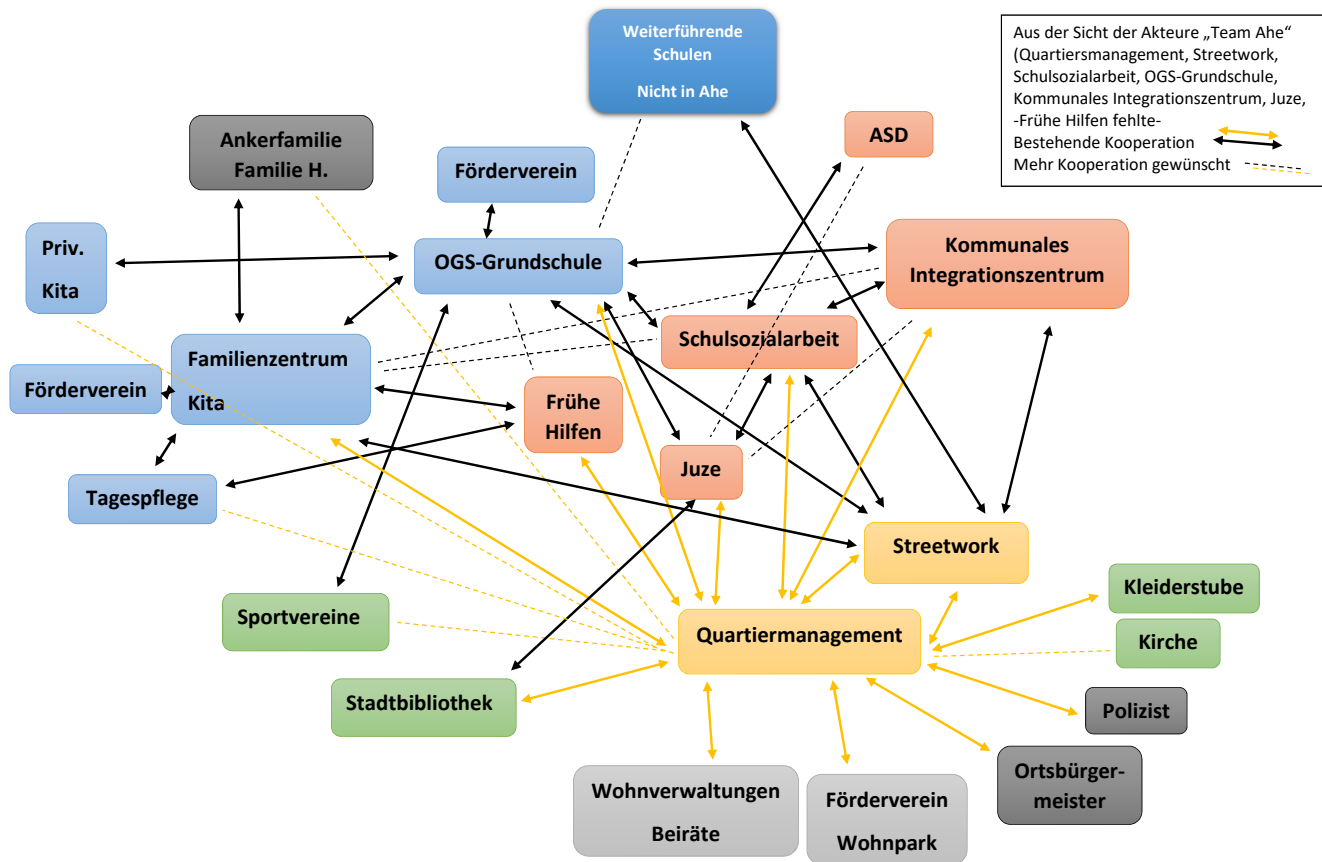 Weiterführende
Schulen
Nicht in Ahe
Aus der Sicht der Akteure „Team Ahe“
(Quartiersmanagement, Streetwork,
Schulsozialarbeit, OGS-Grundschule,
Kommunales Integrationszentrum, Juze,
-Frühe Hilfen fehlte-
Bestehende Kooperation
Mehr Kooperation gewünscht
Ankerfamilie
Familie H.
Förderverein
ASD
Priv.
Kita
OGS-Grundschule
Kommunales
Integrationszentrum
Familienzentrum
Kita
Schulsozialarbeit
Förderverein
Frühe
Hilfen
Juze
Tagespflege
Streetwork
Sportvereine
Quartiermanagement
Kleiderstube
Kirche
Stadtbibliothek
Polizist
Wohnverwaltungen
Beiräte
Förderverein
Wohnpark
Ortsbürger-
meister